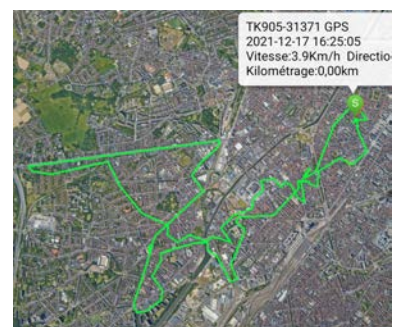 TK905-31371 GPS
2021-12-17 16:25:05
Vitesse:3.9Km/h Directio
Kilométrage:0,00km
S